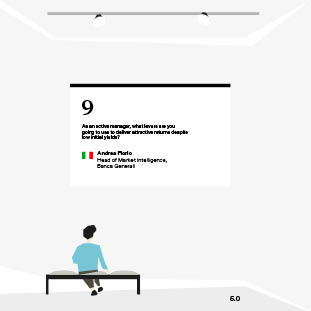 9
As an active manager, what levers are you
going to use to deliver attractive returns despite
low initial yields?
Andrea Florio
Head of Market Intelligence,
Banca Generali
5.0